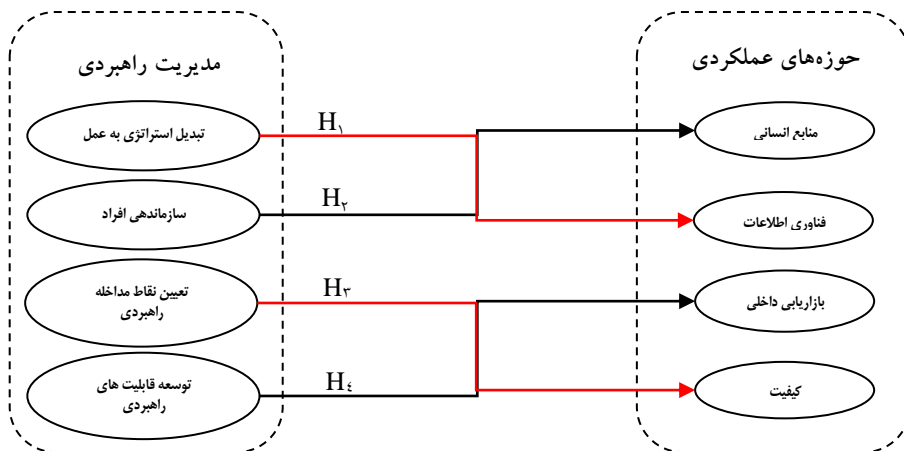 مدیریت راهبردی
تبدیل استراتژی به عمل
سازماندهی افراد
تعیین نقاط مداخله
راهبردی
توسعه قابلیت های
راهبردی
H۱
H۲
H۳
H٤
حوزه‌های عملکردی
منابع انسانی
فناوری اطلاعات
بازاریابی داخلی
کیفیت